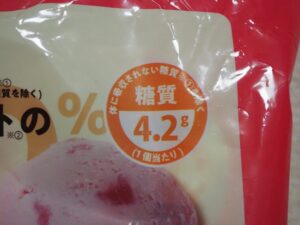 ※①
質を除く)
トの
※②
%
体に吸収されない糖質を除く
糖質
4.2g
(1個当たり)